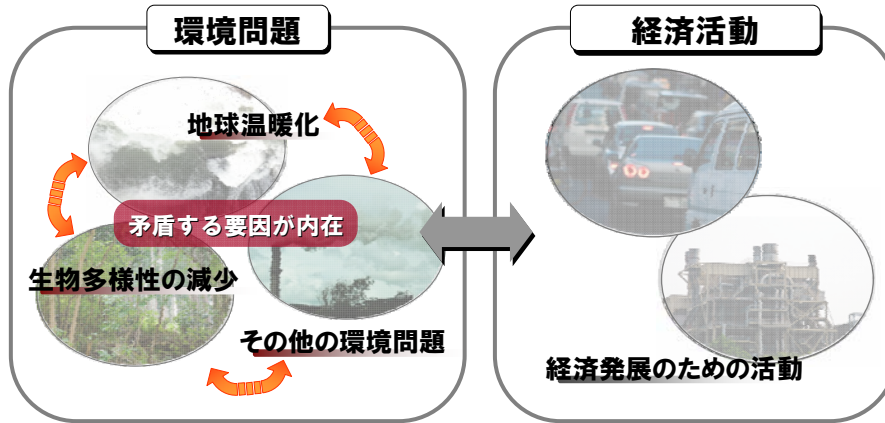 環境問題
地球温暖化
矛盾する要因が内在
生物多様性の減少
その他の環境問題
経済活動
経済発展のための活動